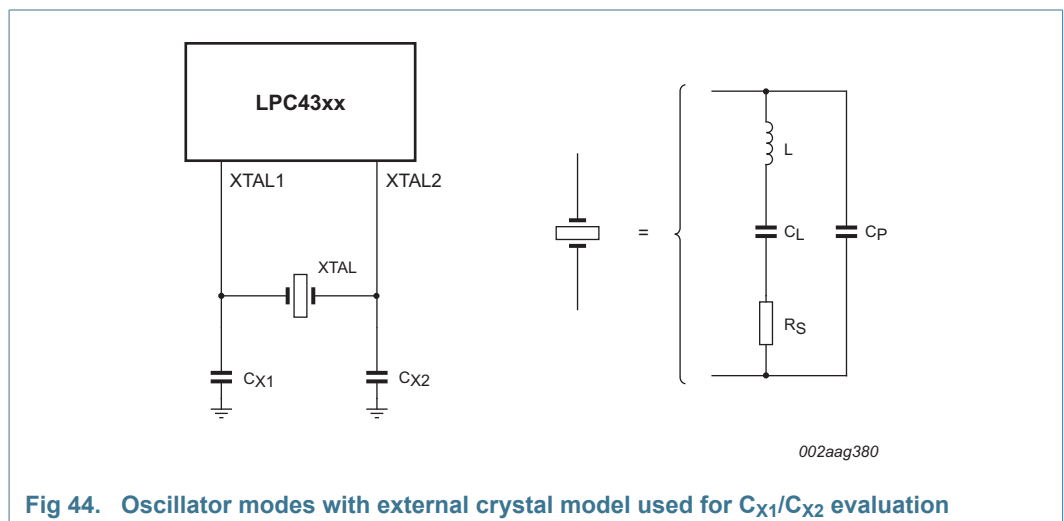 LPC43xx
XTAL1
XTAL2
XTAL
CX1
CX2
=
L
CL
CP
RS
002aag380
Fig 44. Oscillator modes with external crystal model used for CX1/CX2 evaluation